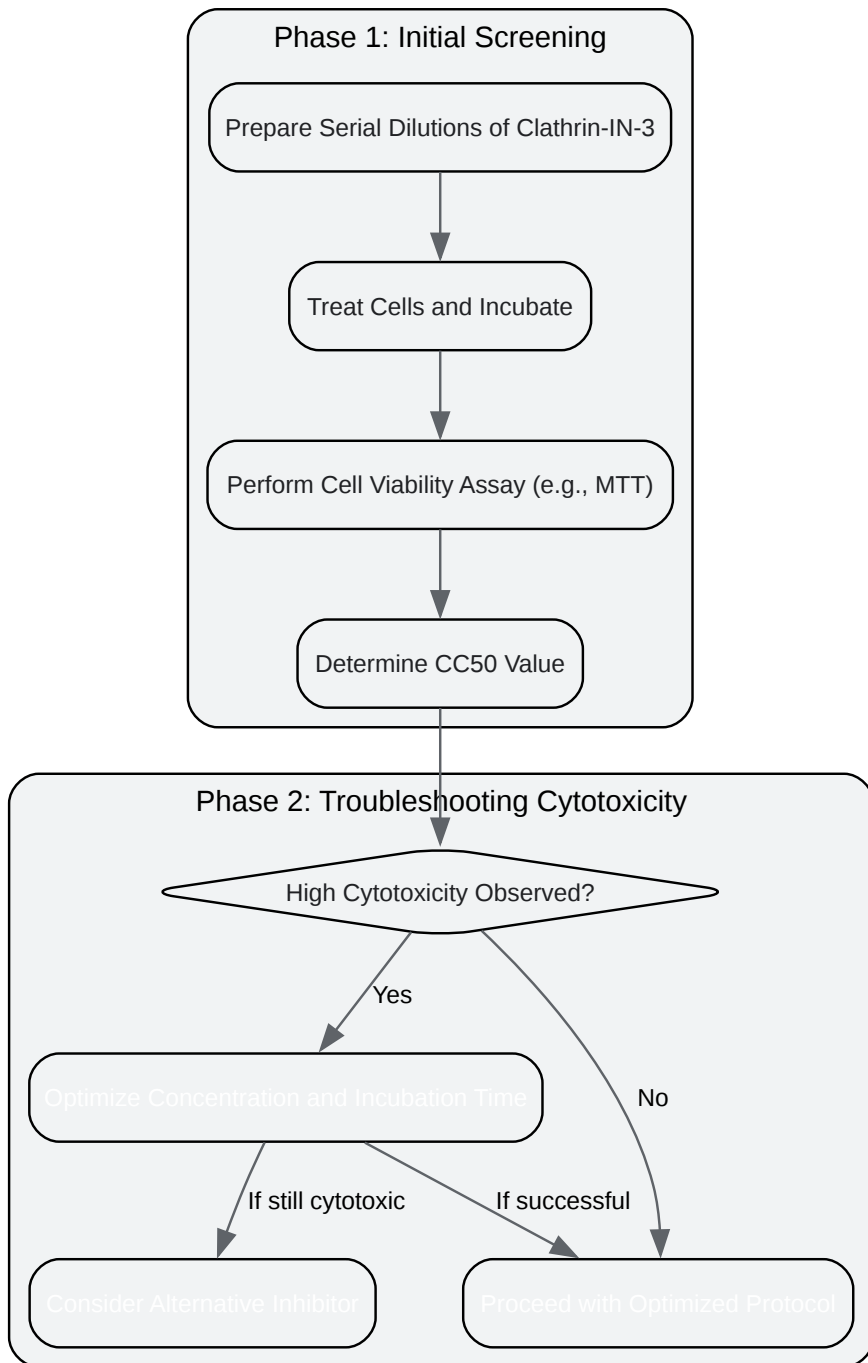 Phase 1: Initial Screening
Prepare Serial Dilutions of Clathrin-IN-3
Treat Cells and Incubate
Perform Cell Viability Assay (e.g., MTT)
Determine CC50 Value
Phase 2: Troubleshooting Cytotoxicity
High Cytotoxicity Observed?
Yes
Optimize Concentration and Incubation Time
No
If still cytotoxic
If successful
Consider Alternative Inhibitor
Proceed with Optimized Protocol